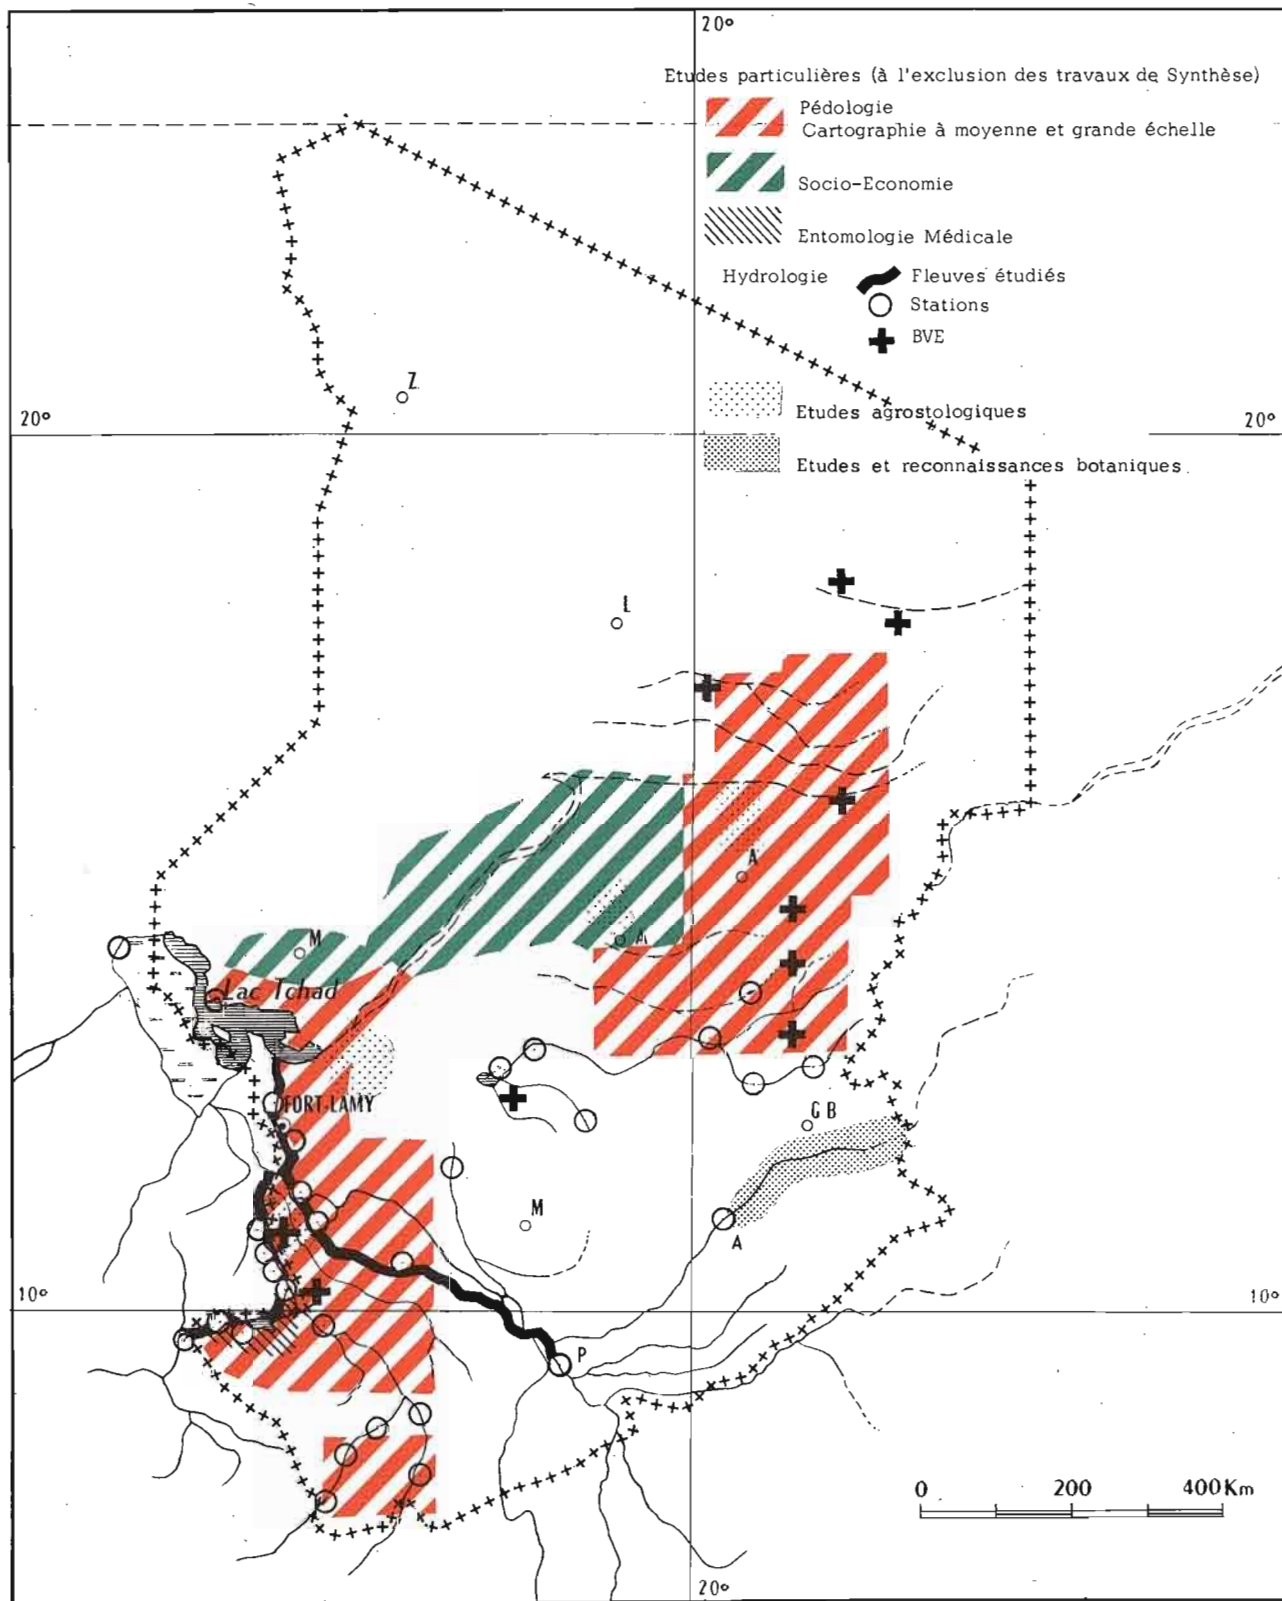 20°
Etudes particulières (à l'exclusion des travaux de Synthèse)
Pédologie
Cartographie à moyenne et grande échelle
Socio-Economie
Entomologie Médicale
Hydrologie
Fleuves étudiés
Stations
BVE
Z
Etudes agrostologiques
20°
20°
Etudes et reconnaissances botaniques
L
A
M
A
Lac Tchad
FORT-LAMY
G B
M
A
10°
10°
P
0 200 400 Km
20°